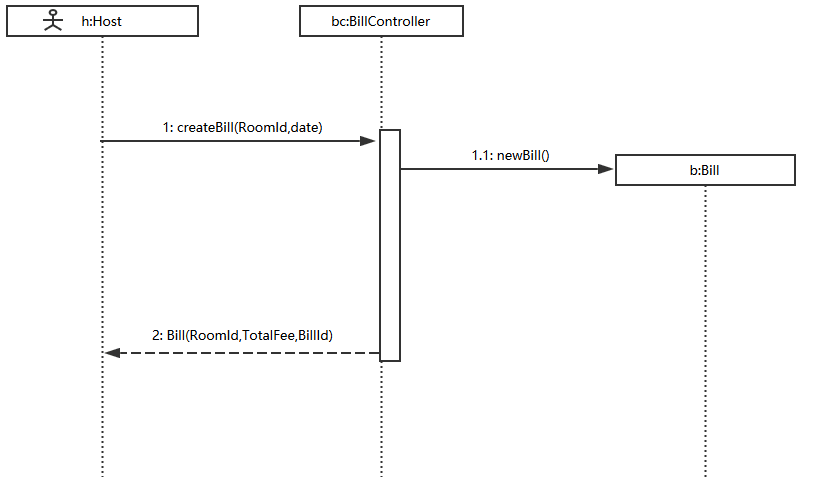 h:Host
bc:BillController
1: createBill(RoomId,date)
1.1: newBill()
b:Bill
2: Bill(RoomId,TotalFee,BillId)